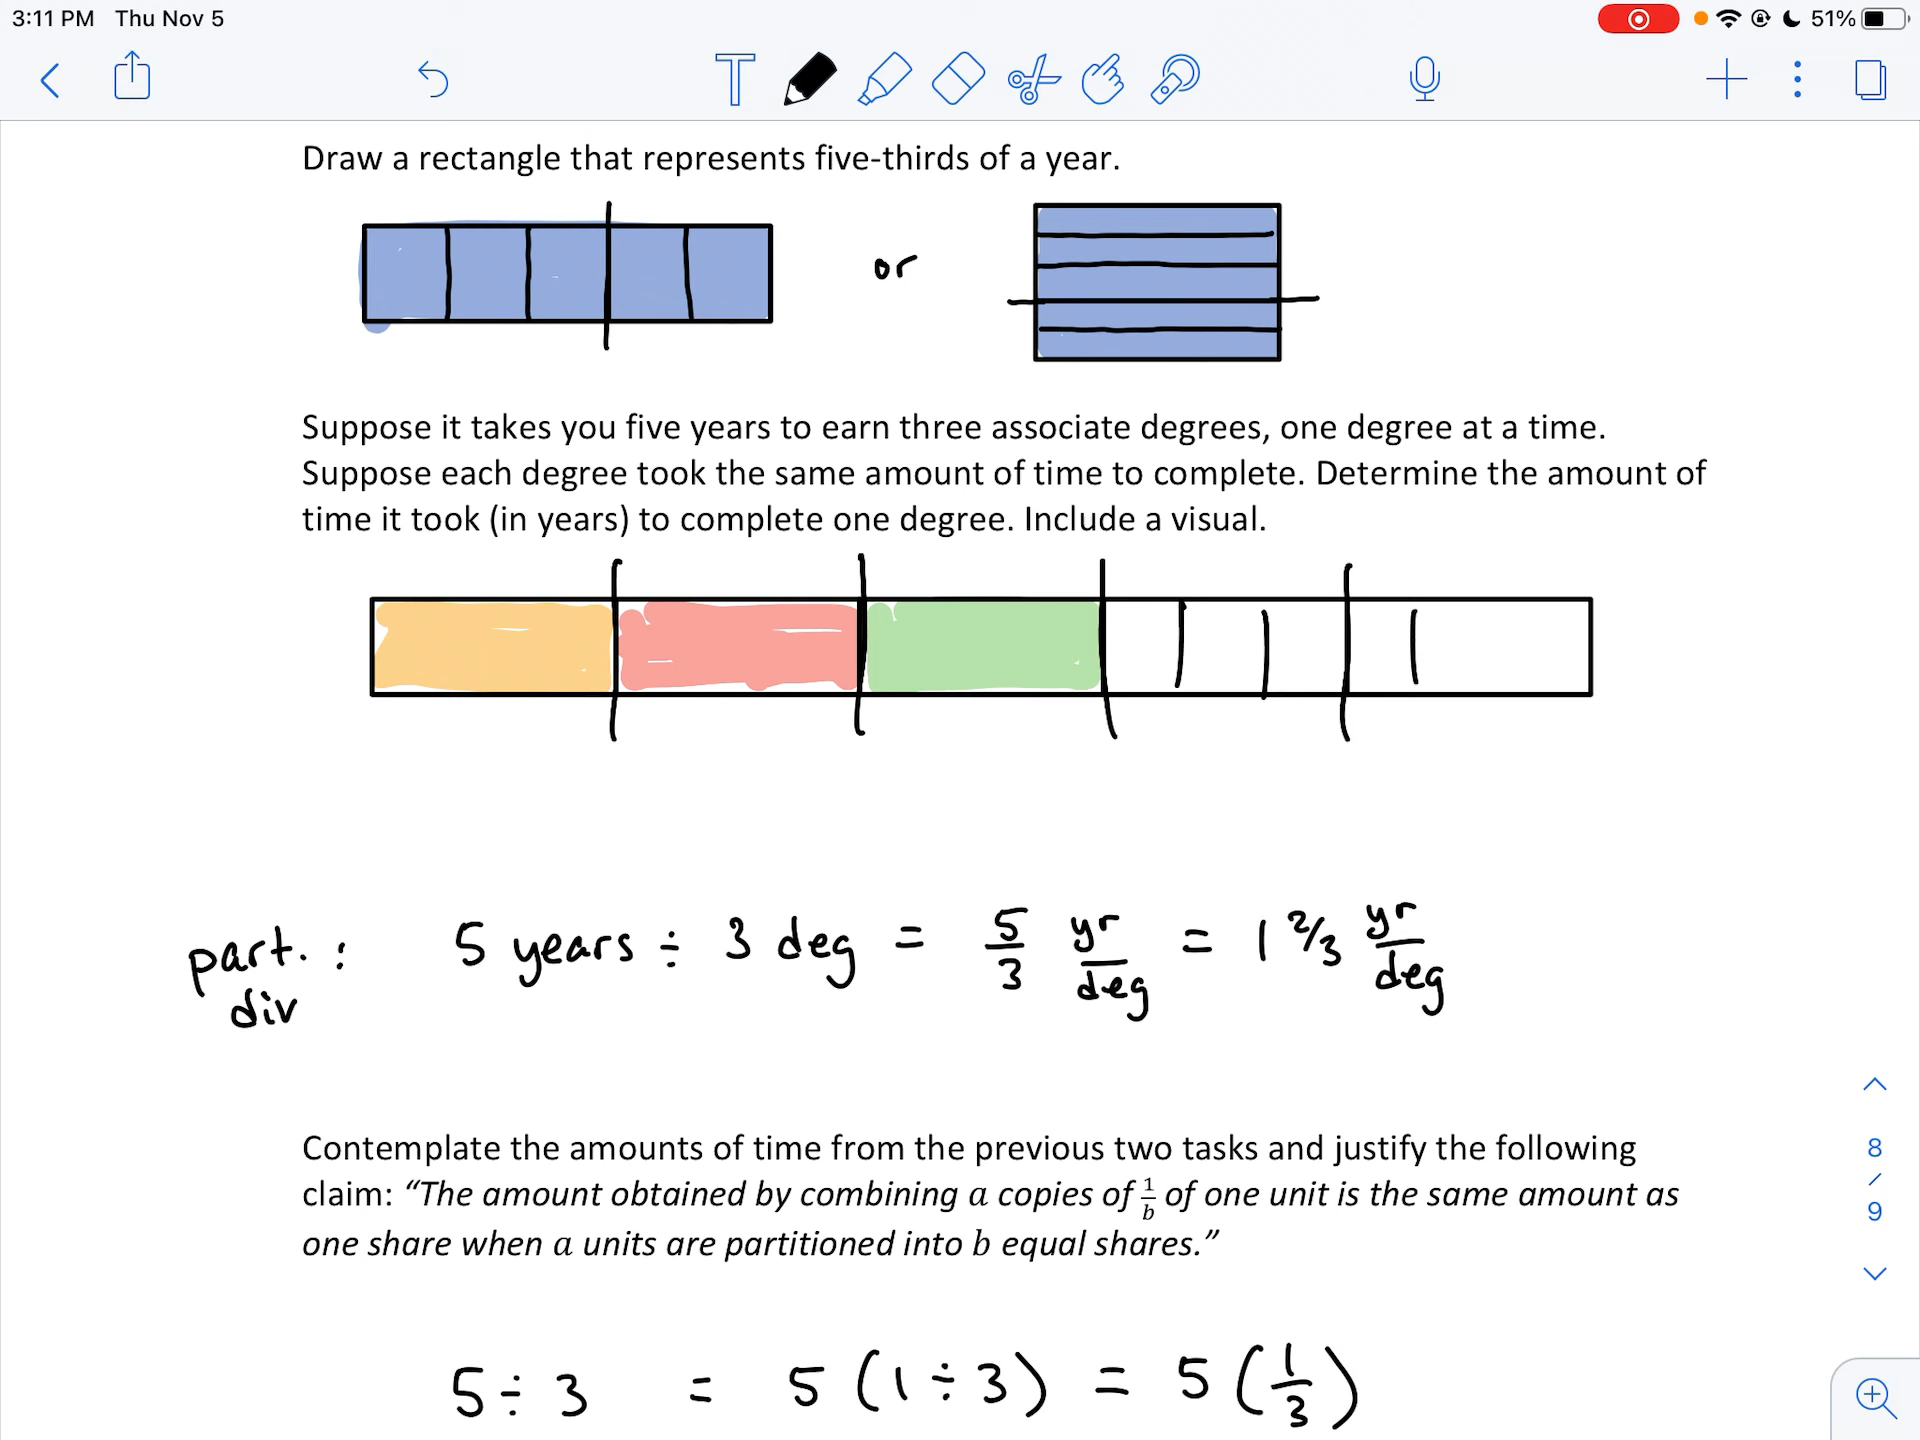 3:11 PM Thu Nov 5
51%
T
Draw a rectangle that represents five-thirds of a year.
or
Suppose it takes you five years to earn three associate degrees, one degree at a time.
Suppose each degree took the same amount of time to complete. Determine the amount of
time it took (in years) to complete one degree. Include a visual.
part. div : 5 years ÷ 3 deg = 5/3 yr/deg = 1 2/3 yr/deg
Contemplate the amounts of time from the previous two tasks and justify the following
claim: “The amount obtained by combining a copies of 1/b of one unit is the same amount as
one share when a units are partitioned into b equal shares.”
5 ÷ 3 = 5 (1 ÷ 3) = 5 (1/3)
8
/
9